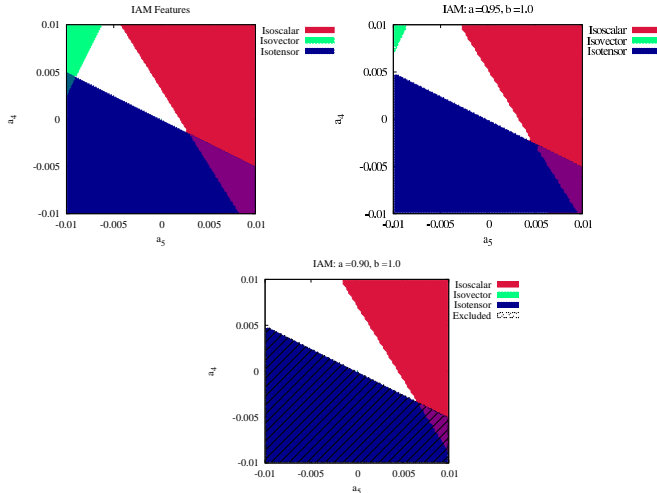 IAM Features
0.01
0.005
0
-0.005
-0.01
-0.01 -0.005 0 0.005 0.01
a4
a5
Isoscalar
Isovector
Isotensor
IAM: a=0.95, b=1.0
0.01
0.005
0
-0.005
-0.01
-0.01 -0.005 0 0.005 0.01
a4
a5
Isoscalar
Isovector
Isotensor
IAM: a=0.90, b=1.0
0.01
0.005
0
-0.005
-0.01
-0.01 -0.005 0 0.005 0.01
a4
a5
Isoscalar
Isovector
Isotensor
Excluded